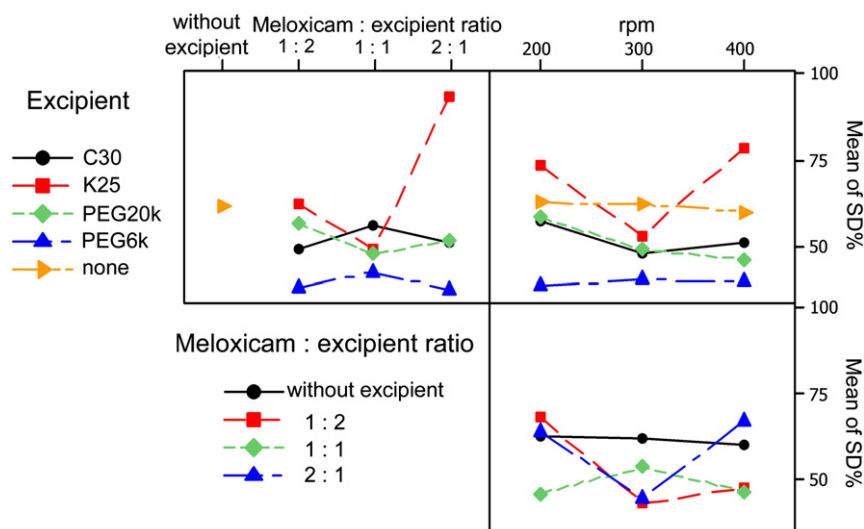 without excipient
Meloxicam : excipient ratio
1 : 2 1 : 1 2 : 1
rpm
200 300 400
Excipient
C30
K25
PEG20k
PEG6k
none
100
75
50
Mean of SD%
Meloxicam : excipient ratio
without excipient
1 : 2
1 : 1
2 : 1
100
75
50
Mean of SD%